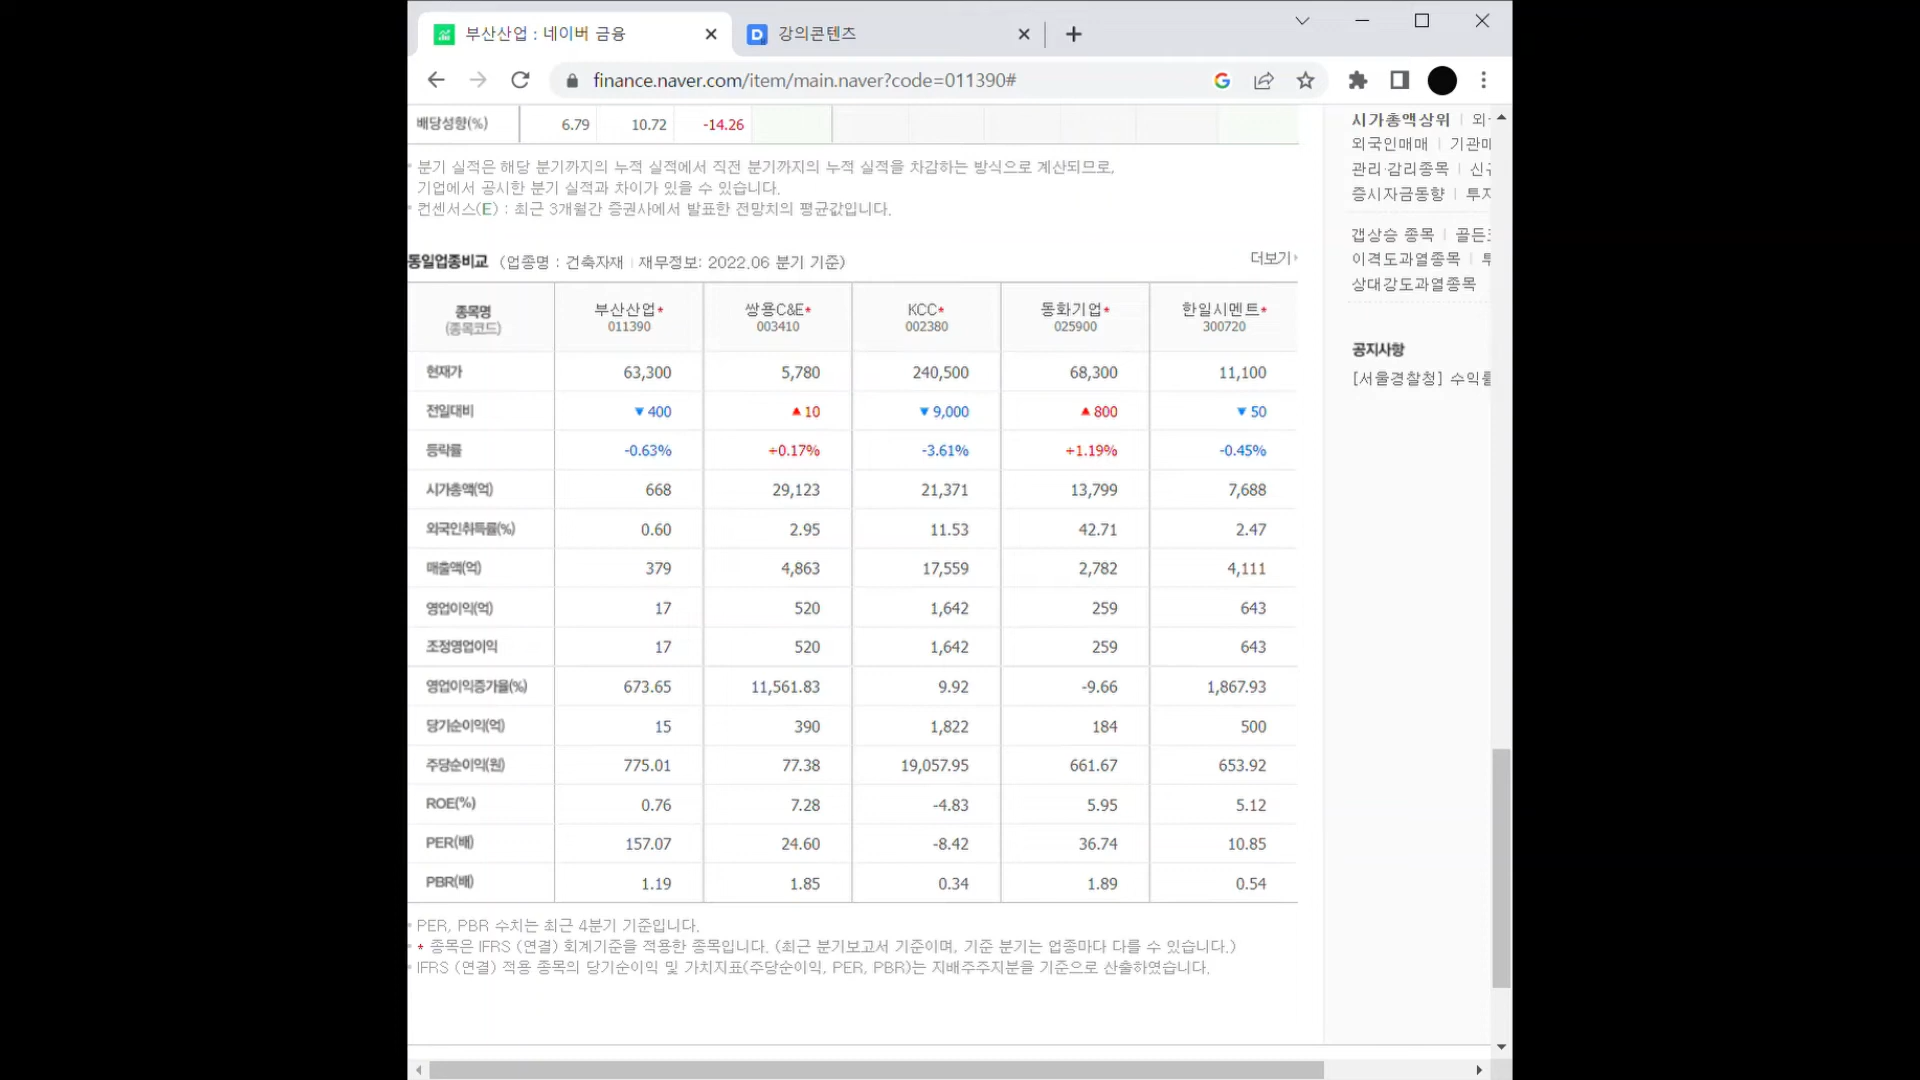 부산산업 : 네이버 금융
강의콘텐츠
finance.naver.com/item/main.naver?code=011390#
배당성향(%) 6.79 10.72 -14.26
분기 실적은 해당 분기까지의 누적 실적에서 직전 분기까지의 누적 실적을 차감하는 방식으로 계산되므로,
기업에서 공시한 분기 실적과 차이가 있을 수 있습니다.
컨센서스(E) : 최근 3개월간 증권사에서 발표한 전망치의 평균값입니다.
동일업종비교 (업종명 : 건축자재 | 재무정보: 2022.06 분기 기준) 더보기
종목명 부산산업* 쌍용C&E* KCC* 동화기업* 한일시멘트*
(종목코드) 011390 003410 002380 025900 300720
현재가 63,300 5,780 240,500 68,300 11,100
전일대비 ▼400 ▲10 ▼9,000 ▲800 ▼50
등락률 -0.63% +0.17% -3.61% +1.19% -0.45%
시가총액(억) 668 29,123 21,371 13,799 7,688
외국인취득률(%) 0.60 2.95 11.53 42.71 2.47
매출액(억) 379 4,863 17,559 2,782 4,111
영업이익(억) 17 520 1,642 259 643
조정영업이익 17 520 1,642 259 643
영업이익증가율(%) 673.65 11,561.83 9.92 -9.66 1,867.93
당기순이익(억) 15 390 1,822 184 500
주당순이익(원) 775.01 77.38 19,057.95 661.67 653.92
ROE(%) 0.76 7.28 -4.83 5.95 5.12
PER(배) 157.07 24.60 -8.42 36.74 10.85
PBR(배) 1.19 1.85 0.34 1.89 0.54
PER, PBR 수치는 최근 4분기 기준입니다.
* 종목은 IFRS (연결) 회계기준을 적용한 종목입니다. (최근 분기보고서 기준이며, 기준 분기는 업종마다 다를 수 있습니다.)
IFRS (연결) 적용 종목의 당기순이익 및 가치지표(주당순이익, PER, PBR)는 지배주주지분을 기준으로 산출하였습니다.
시가총액상위 |
외국인매매 |
관리·감리종목 |
증시자금동향 |
갭상승 종목 |
이격도과열종목 |
상대강도과열종목
공지사항
[서울경찰청]